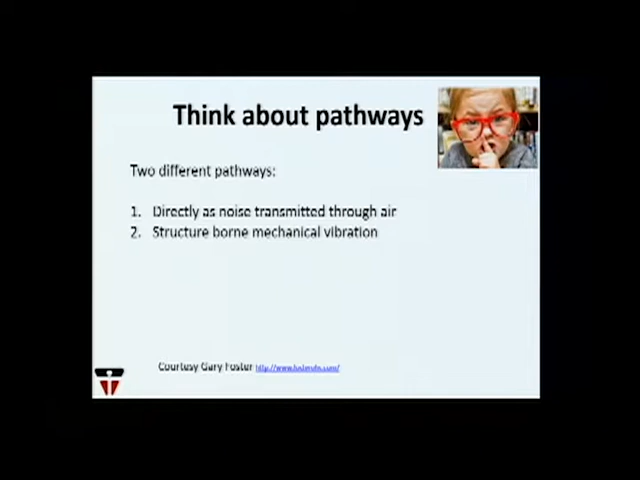 Think about pathways
Two different pathways:
1. Directly as noise transmitted through air
2. Structure borne mechanical vibration
Courtesy Gary Foster